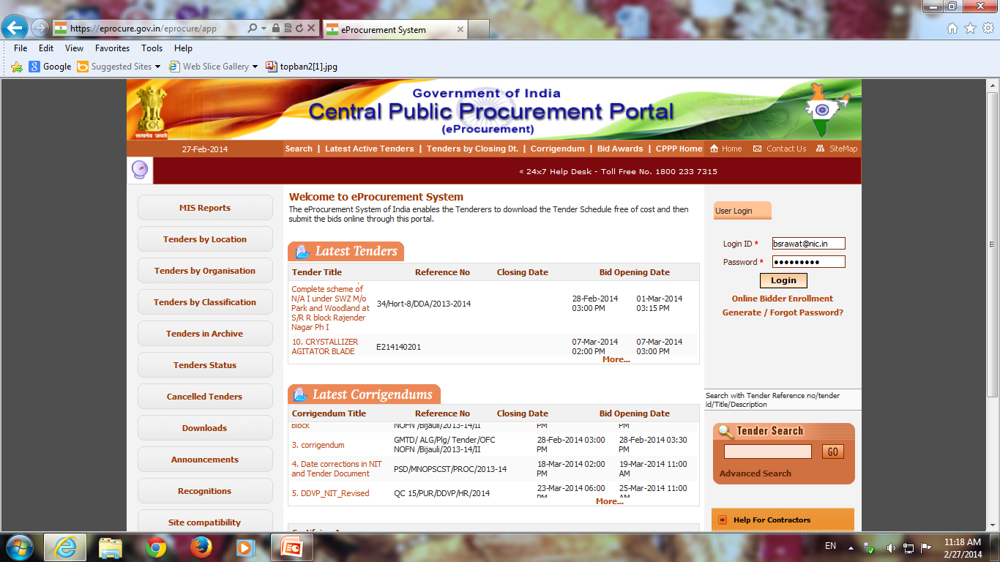 https://eprocure.gov.in/eprocure/app
eProcurement System
File Edit View Favorites Tools Help
Google Suggested Sites Web Slice Gallery topban2[1].jpg
Government of India
Central Public Procurement Portal
(eProcurement)
सत्यमेव जयते
27-Feb-2014
Search | Latest Active Tenders | Tenders by Closing Dt. | Corrigendum | Bid Awards | CPPP Home
Home Contact Us SiteMap
« 24x7 Help Desk - Toll Free No. 1800 233 7315
MIS Reports
Tenders by Location
Tenders by Organisation
Tenders by Classification
Tenders in Archive
Tenders Status
Cancelled Tenders
Downloads
Announcements
Recognitions
Site compatibility
Welcome to eProcurement System
The eProcurement System of India enables the Tenderers to download the Tender Schedule free of cost and then
submit the bids online through this portal.
Latest Tenders
Tender Title Reference No Closing Date Bid Opening Date
Complete scheme of
N/A I under SWZ M/o
Park and Woodland at
S/R R block Rajender
Nagar Ph I
34/Hort-8/DDA/2013-2014
28-Feb-2014
03:00 PM
01-Mar-2014
03:15 PM
10. CRYSTALLIZER
AGITATOR BLADE
E214140201
07-Mar-2014
02:00 PM
07-Mar-2014
03:00 PM
More...
Latest Corrigendums
Corrigendum Title Reference No Closing Date Bid Opening Date
Block
NOFN /Bijauli/2013-14/II
PM
PM
3. corrigendum
GMTD/ ALG/Plg/ Tender/OFC
NOFN /Bijauli/2013-14/II
28-Feb-2014 03:00
PM
28-Feb-2014 03:30
PM
4. Date corrections in NIT
and Tender Document
PSD/MNOPSCST/PROC/2013-14
18-Mar-2014 02:00
PM
19-Mar-2014 11:00
AM
5. DDVP_NIT_Revised
QC 15/PUR/DDVP/HR/2014
23-Mar-2014 06:00
PM
25-Mar-2014 11:00
AM
More...
User Login
Login ID * bsrawat@nic.in
Password * ●●●●●●●●●
Login
Online Bidder Enrollment
Generate / Forgot Password?
Search with Tender Reference no/tender
id/Title/Description
Tender Search
GO
Advanced Search
Help For Contractors
EN
11:18 AM
2/27/2014